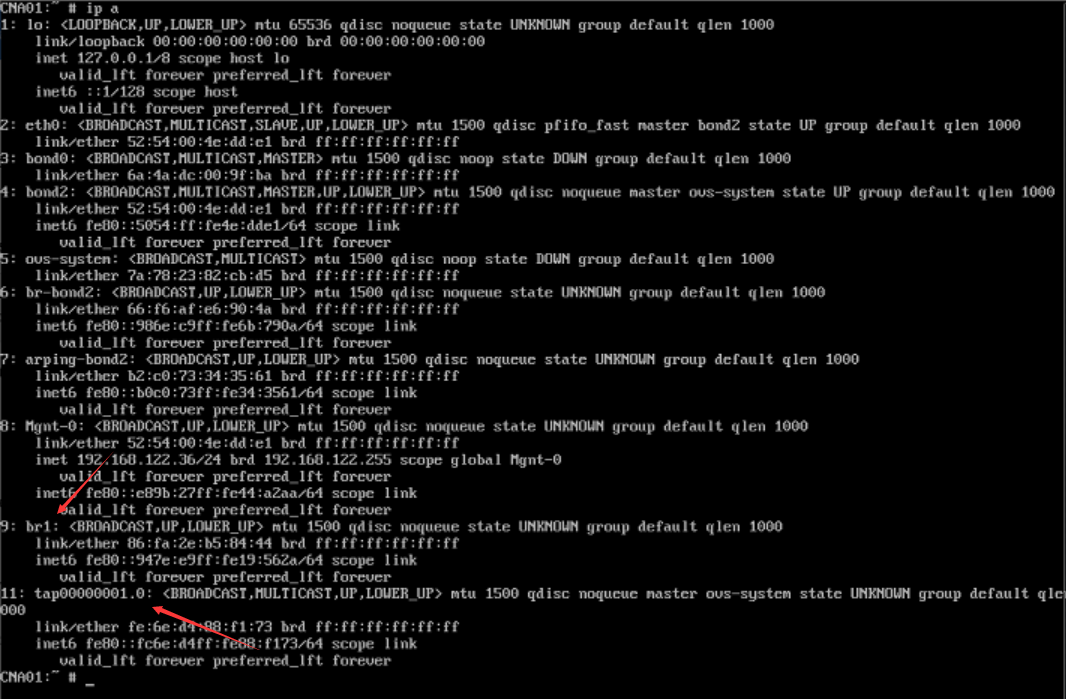 CNA01:~ # ip a
1: lo: <LOOPBACK,UP,LOWER_UP> mtu 65536 qdisc noqueue state UNKNOWN group default qlen 1000
    link/loopback 00:00:00:00:00:00 brd 00:00:00:00:00:00
    inet 127.0.0.1/8 scope host lo
       valid_lft forever preferred_lft forever
    inet6 ::1/128 scope host
       valid_lft forever preferred_lft forever
2: eth0: <BROADCAST,MULTICAST,SLAVE,UP,LOWER_UP> mtu 1500 qdisc pfifo_fast master bond2 state UP group default qlen 1000
    link/ether 52:54:00:4e:dd:e1 brd ff:ff:ff:ff:ff:ff
3: bond0: <BROADCAST,MULTICAST,MASTER> mtu 1500 qdisc noop state DOWN group default qlen 1000
    link/ether 6a:4a:dc:00:9f:ba brd ff:ff:ff:ff:ff:ff
4: bond2: <BROADCAST,MULTICAST,MASTER,UP,LOWER_UP> mtu 1500 qdisc noqueue master ovs-system state UP group default qlen 1000
    link/ether 52:54:00:4e:dd:e1 brd ff:ff:ff:ff:ff:ff
    inet6 fe80::5054:ff:fe4e:dde1/64 scope link
       valid_lft forever preferred_lft forever
5: ovs-system: <BROADCAST,MULTICAST> mtu 1500 qdisc noop state DOWN group default qlen 1000
    link/ether 7a:78:23:82:cb:d5 brd ff:ff:ff:ff:ff:ff
6: br-bond2: <BROADCAST,UP,LOWER_UP> mtu 1500 qdisc noqueue state UNKNOWN group default qlen 1000
    link/ether 66:f6:af:e6:90:4a brd ff:ff:ff:ff:ff:ff
    inet6 fe80::986e:c9ff:fe6b:790a/64 scope link
       valid_lft forever preferred_lft forever
7: arping-bond2: <BROADCAST,UP,LOWER_UP> mtu 1500 qdisc noqueue state UNKNOWN group default qlen 1000
    link/ether b2:c0:73:34:35:61 brd ff:ff:ff:ff:ff:ff
    inet6 fe80::b0c0:73ff:fe34:3561/64 scope link
       valid_lft forever preferred_lft forever
8: Mgnt-0: <BROADCAST,UP,LOWER_UP> mtu 1500 qdisc noqueue state UNKNOWN group default qlen 1000
    link/ether 52:54:00:4e:dd:e1 brd ff:ff:ff:ff:ff:ff
    inet 192.168.122.36/24 brd 192.168.122.255 scope global Mgnt-0
       valid_lft forever preferred_lft forever
    inet6 fe80::e89b:27ff:fe44:a2aa/64 scope link
       valid_lft forever preferred_lft forever
9: br1: <BROADCAST,UP,LOWER_UP> mtu 1500 qdisc noqueue state UNKNOWN group default qlen 1000
    link/ether 86:fa:2e:b5:84:44 brd ff:ff:ff:ff:ff:ff
    inet6 fe80::947e:e9ff:fe19:562a/64 scope link
       valid_lft forever preferred_lft forever
11: tap00000001.0: <BROADCAST,MULTICAST,UP,LOWER_UP> mtu 1500 qdisc noqueue master ovs-system state UNKNOWN group default qlen 1
000
    link/ether fe:6e:d4:88:f1:73 brd ff:ff:ff:ff:ff:ff
    inet6 fe80::fc6e:d4ff:fe88:f173/64 scope link
       valid_lft forever preferred_lft forever
CNA01:~ # _